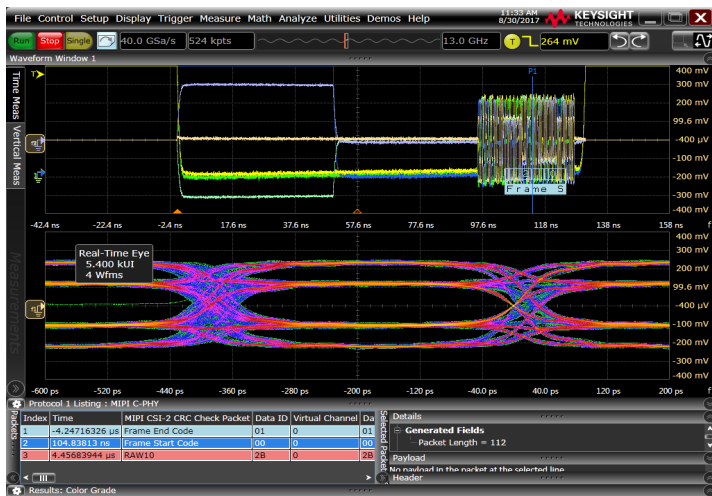 File Control Setup Display Trigger Measure Math Analyze Utilities Demos Help
11:33 AM
8/30/2017
KEYSIGHT
TECHNOLOGIES
Run Stop Single 40.0 GSa/s 524 kpts 13.0 GHz T 264 mV
Waveform Window 1
Time Meas
Vertical Meas
Measurements
T
P1
400 mV
300 mV
200 mV
99.6 mV
-400 µV
-100 mV
-200 mV
-300 mV
-400 mV
Frame S
-42.4 ns -22.4 ns -2.4 ns 17.6 ns 37.6 ns 57.6 ns 77.6 ns 97.6 ns 118 ns 138 ns 158 ns
Real-Time Eye
5.400 kUI
4 Wfms
400 mV
300 mV
200 mV
99.6 mV
-400 µV
-100 mV
-200 mV
-300 mV
-400 mV
-600 ps -520 ps -440 ps -360 ps -280 ps -200 ps -120 ps -40.0 ps 40.0 ps 120 ps 200 ps
Protocol 1 Listing : MIPI C-PHY
Packets
Index Time MIPI CSI-2 CRC Check Packet Data ID Virtual Channel Da
1 -4.24716326 µs Frame End Code 01 0 01
2 104.83813 ns Frame Start Code 00 0 00
3 4.45683944 µs RAW10 2B 0 2B
Selected Packet
Details
Generated Fields
Packet Length = 112
Payload
No payload in the packet at the selected line
Header
Results: Color Grade